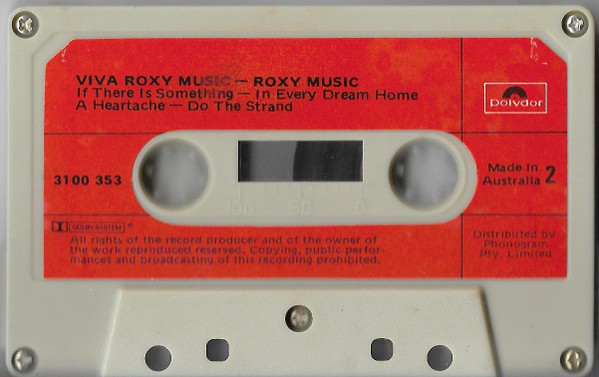 VIVA ROXY MUSIC — ROXY MUSIC
If There Is Something — In Every Dream Home
A Heartache — Do The Strand
polydor
3100 353
Made In
Australia 2
100 50 0
DOLBY SYSTEM ®
All rights of the record producer and of the owner of
the work reproduced reserved. Copying, public perfor-
mances and broadcasting of this recording prohibited.
Distributed by
Phonogram
Pty. Limited